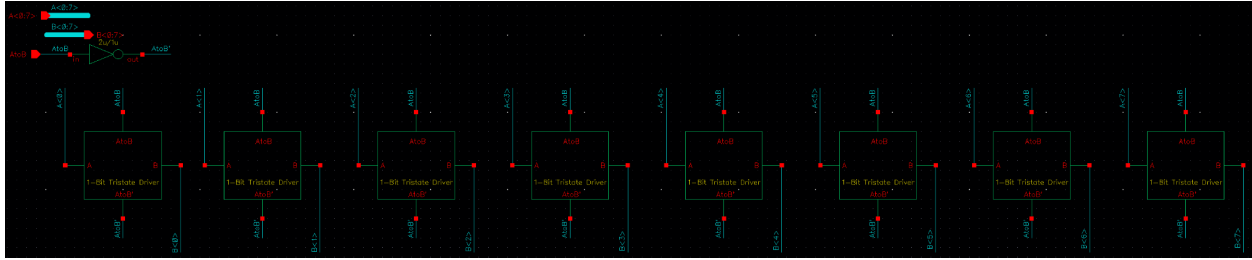 A<0:7>
A<0:7>
B<0:7>
B<0:7>
AtoB AtoB 2u/1u AtoB'
in out
A<0> AtoB A<1> AtoB A<2> AtoB A<3> AtoB A<4> AtoB A<5> AtoB A<6> AtoB A<7> AtoB
AtoB AtoB AtoB AtoB AtoB AtoB AtoB AtoB
A B A B A B A B A B A B A B A B
1-Bit Tristate Driver 1-Bit Tristate Driver 1-Bit Tristate Driver 1-Bit Tristate Driver 1-Bit Tristate Driver 1-Bit Tristate Driver 1-Bit Tristate Driver 1-Bit Tristate Driver
AtoB' AtoB' AtoB' AtoB' AtoB' AtoB' AtoB' AtoB'
AtoB' B<0> AtoB' B<1> AtoB' B<2> AtoB' B<3> AtoB' B<4> AtoB' B<5> AtoB' B<6> AtoB' B<7>